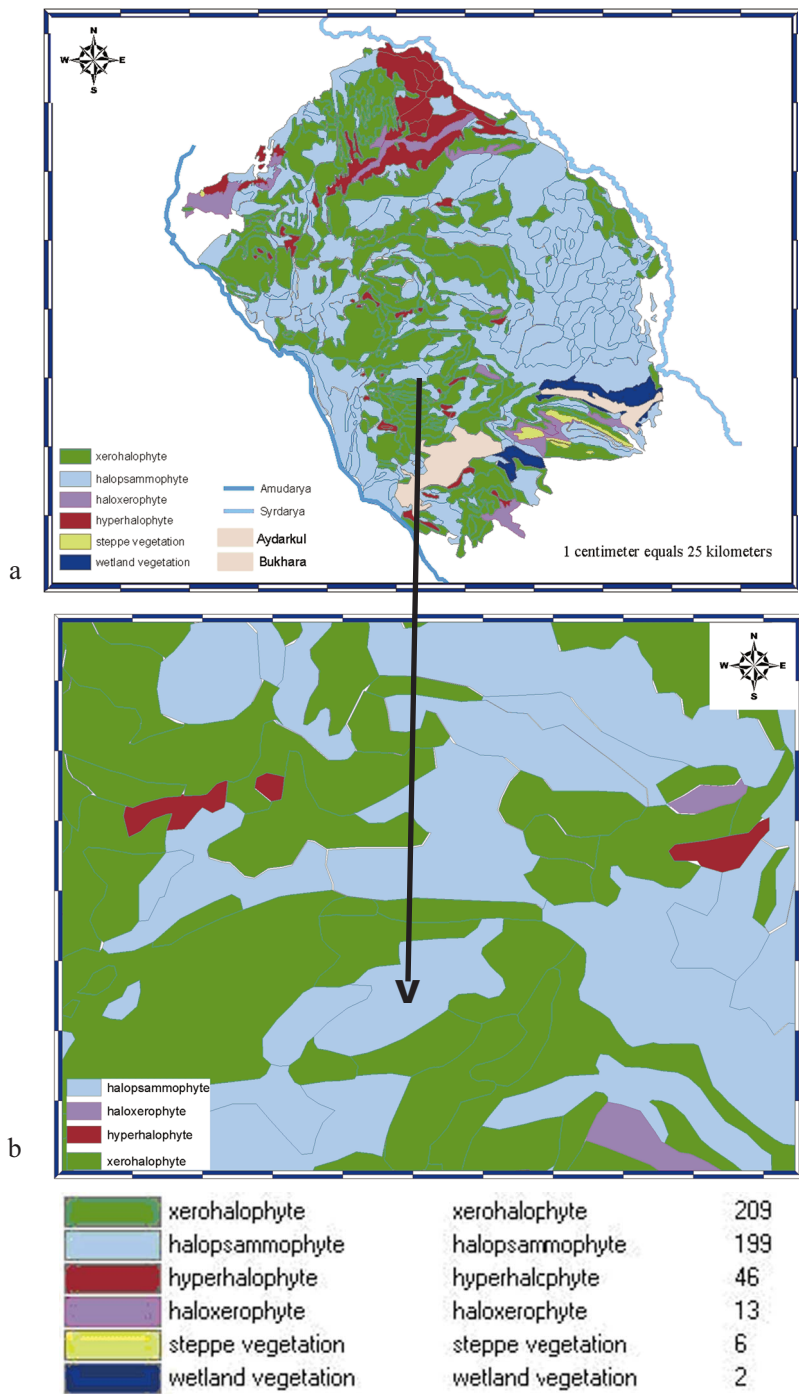 N
W E
S
xerohalophyte
halopsammophyte
haloxerophyte
hyperhalophyte
steppe vegetation
wetland vegetation
Amudarya
Syrdarya
Aydarkul
Bukhara
1 centimeter equals 25 kilometers
a
N
W E
S
halopsammophyte
haloxerophyte
hyperhalophyte
xerohalophyte
b
xerohalophyte xerohalophyte 209
halopsammophyte halopsammophyte 199
hyperhalophyte hyperhalcphyte 46
haloxerophyte haloxerophyte 13
steppe vegetation steppe vegetation 6
wetland vegetation wetland vegetation 2